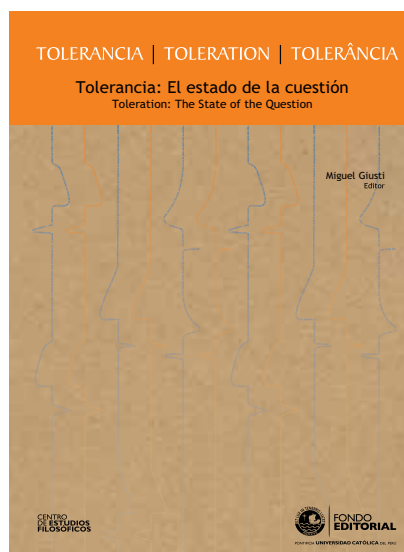 TOLERANCIA | TOLERATION | TOLERÂNCIA
Tolerancia: El estado de la cuestión
Toleration: The State of the Question
Miguel Giusti
Editor
CENTRO
DE ESTUDIOS
FILOSÓFICOS
FONDO
EDITORIAL
PONTIFICIA UNIVERSIDAD CATÓLICA DEL PERÚ